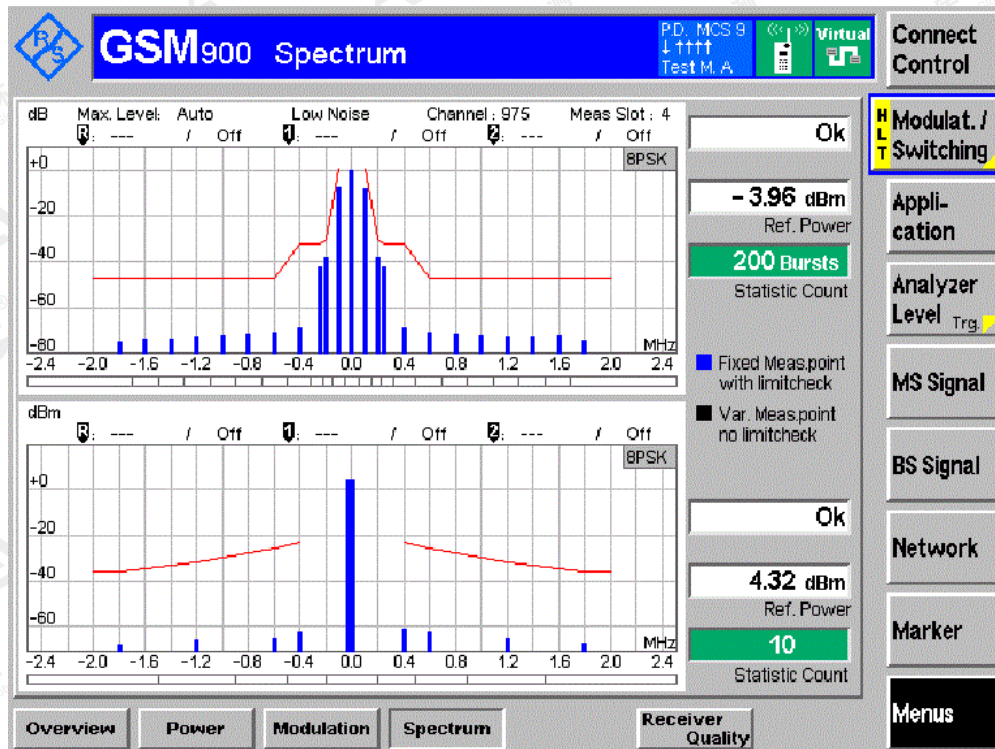 R S
GSM900 Spectrum
P.D. MCS 9
↓ ↑↑↑↑
Test M. A.
Virtual
Connect
Control
H
L
T
Modulat. /
Switching
Appli-
cation
Analyzer
Level Trg.
MS Signal
BS Signal
Network
Marker
Menus
dB Max. Level: Auto Low Noise Channel : 975 Meas Slot : 4
R: --- / Off 1: --- / Off 2: --- / Off
8PSK
+0
-20
-40
-60
-80
MHz
-2.4 -2.0 -1.6 -1.2 -0.8 -0.4 0.0 0.4 0.8 1.2 1.6 2.0 2.4
Ok
- 3.96 dBm
Ref. Power
200 Bursts
Statistic Count
Fixed Meas.point
with limitcheck
Var. Meas.point
no limitcheck
dBm
R: --- / Off 1: --- / Off 2: --- / Off
8PSK
+0
-20
-40
-60
MHz
-2.4 -2.0 -1.6 -1.2 -0.8 -0.4 0.0 0.4 0.8 1.2 1.6 2.0 2.4
Ok
4.32 dBm
Ref. Power
10
Statistic Count
Overview
Power
Modulation
Spectrum
Receiver
Quality